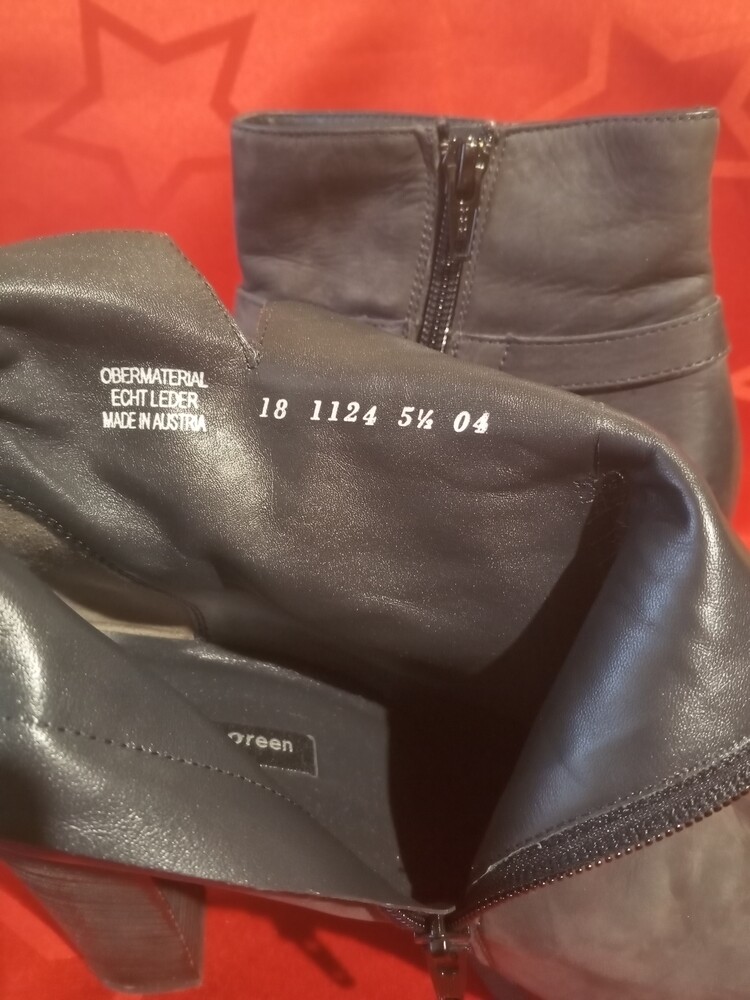 OBERMATERIAL
ECHT LEDER
MADE IN AUSTRIA
18 1124 5½ 04
green